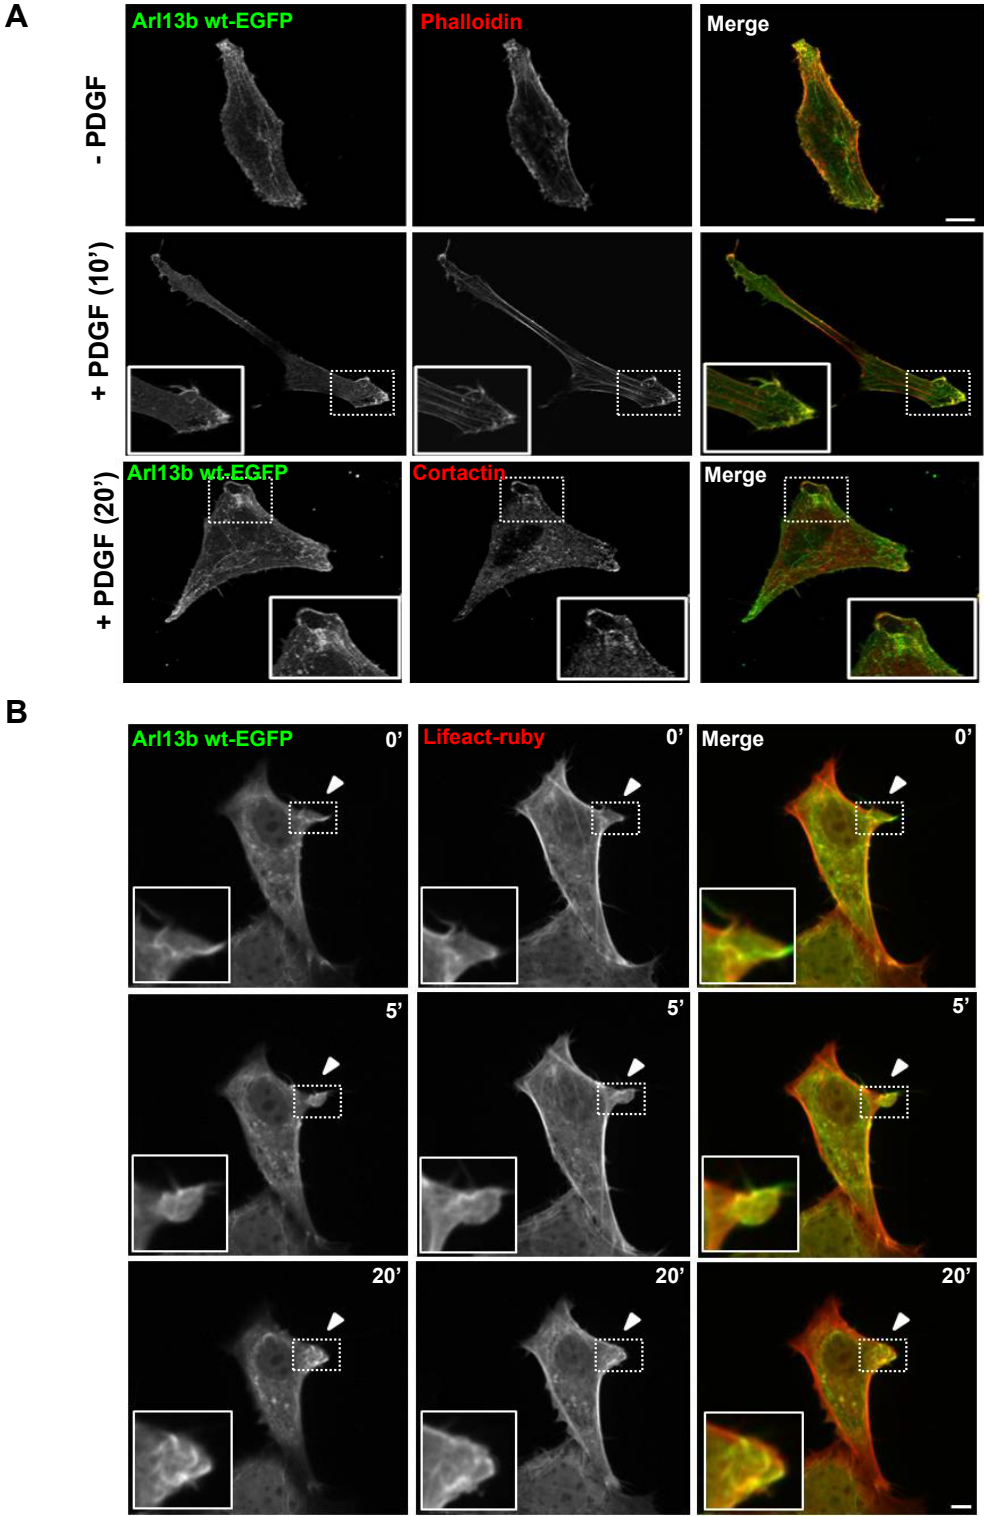 A
Arl13b wt-EGFP
Phalloidin
Merge
- PDGF
+ PDGF (10’)
Arl13b wt-EGFP
Cortactin
Merge
+ PDGF (20’)
B
Arl13b wt-EGFP
0’
Lifeact-ruby
0’
Merge
0’
5’
5’
5’
20’
20’
20’